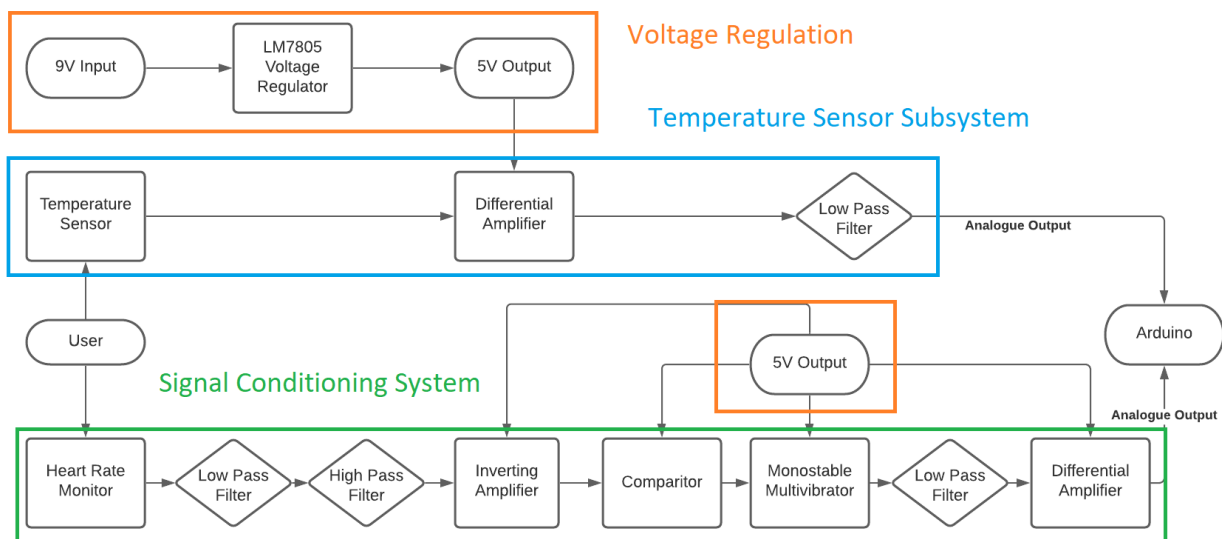 Voltage Regulation
9V Input
LM7805
Voltage
Regulator
5V Output
Temperature Sensor Subsystem
Temperature
Sensor
Differential
Amplifier
Low Pass
Filter
Analogue Output
User
Arduino
5V Output
Signal Conditioning System
Analogue Output
Heart Rate
Monitor
Low Pass
Filter
High Pass
Filter
Inverting
Amplifier
Comparitor
Monostable
Multivibrator
Low Pass
Filter
Differential
Amplifier